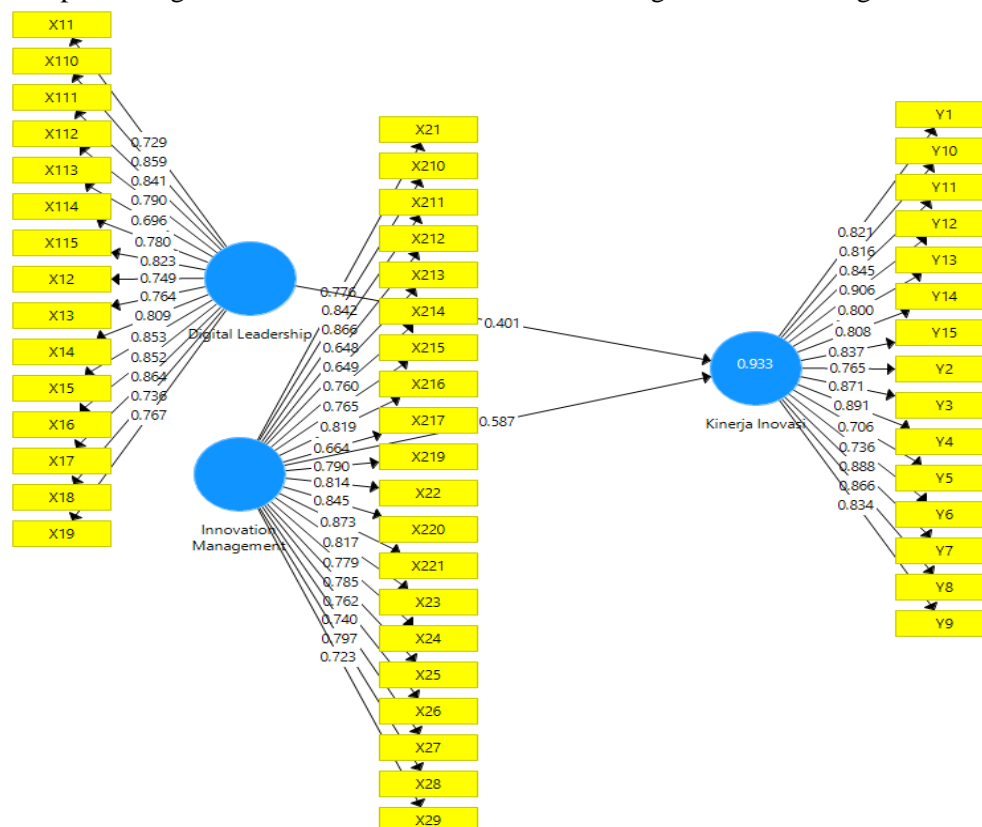 X11
X110
X111
X112
X113
X114
X115
X12
X13
X14
X15
X16
X17
X18
X19
0.729
0.859
0.841
0.790
0.696
0.780
0.823
0.749
0.764
0.809
0.853
0.852
0.864
0.736
0.767
Digital Leadership
Innovation
Management
0.776
0.842
0.866
0.648
0.649
0.760
0.765
0.819
0.664
0.790
0.814
0.845
0.873
0.817
0.779
0.785
0.762
0.740
0.797
0.723
X21
X210
X211
X212
X213
X214
X215
X216
X217
X219
X22
X220
X221
X23
X24
X25
X26
X27
X28
X29
0.401
0.587
0.933
Kinerja Inovasi
0.821
0.816
0.845
0.906
0.800
0.808
0.837
0.765
0.871
0.891
0.706
0.736
0.888
0.866
0.834
Y1
Y10
Y11
Y12
Y13
Y14
Y15
Y2
Y3
Y4
Y5
Y6
Y7
Y8
Y9